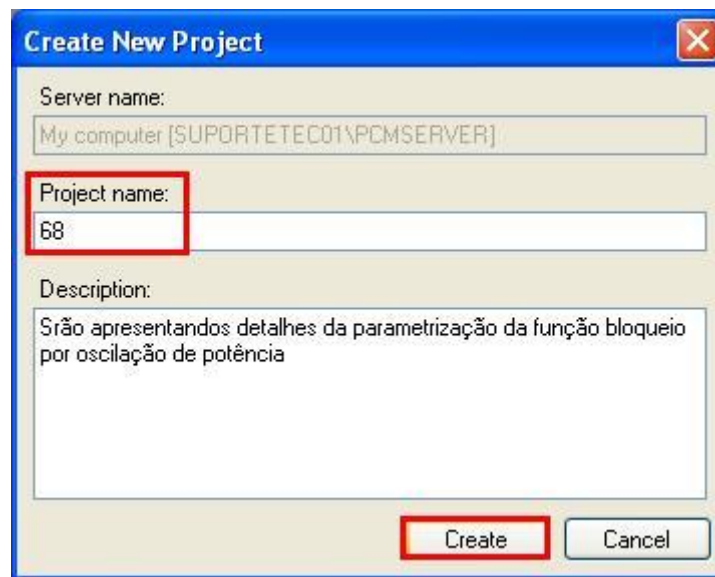 Create New Project
Server name:
My computer [SUPORTETEC01\PCMSERVER]
Project name:
68
Description:
Srão apresentandos detalhes da parametrização da função bloqueio
por oscilação de potência
Create
Cancel